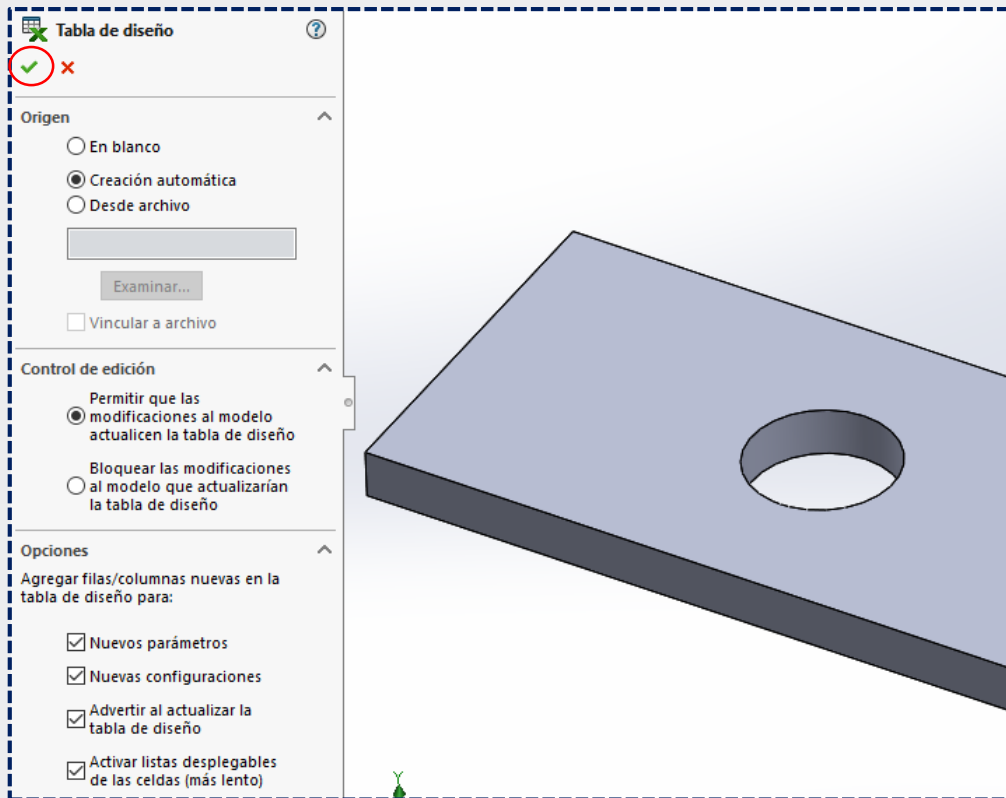 Tabla de diseño
Origen
En blanco
Creación automática
Desde archivo
Examinar...
Vincular a archivo
Control de edición
Permitir que las
modificaciones al modelo
actualicen la tabla de diseño
Bloquear las modificaciones
al modelo que actualizarían
la tabla de diseño
Opciones
Agregar filas/columnas nuevas en la
tabla de diseño para:
Nuevos parámetros
Nuevas configuraciones
Advertir al actualizar la
tabla de diseño
Activar listas desplegables
de las celdas (más lento)
Y